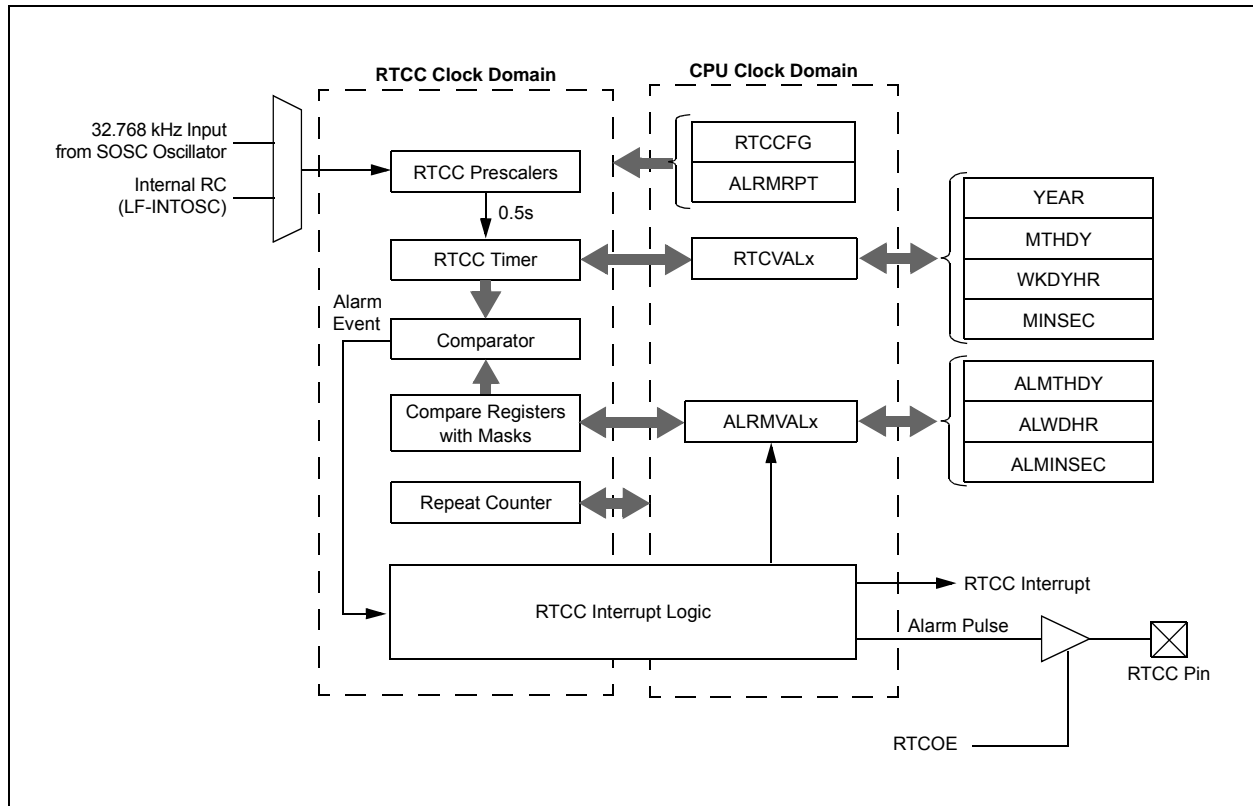 RTCC Clock Domain
CPU Clock Domain
32.768 kHz Input
from SOSC Oscillator
Internal RC
(LF-INTOSC)
RTCC Prescalers
0.5s
RTCC Timer
Alarm
Event
Comparator
Compare Registers
with Masks
Repeat Counter
RTCC Interrupt Logic
RTCCFG
ALRMRPT
RTCVALx
ALRMVALx
YEAR
MTHDY
WKDYHR
MINSEC
ALMTHDY
ALWDHR
ALMINSEC
RTCC Interrupt
Alarm Pulse
RTCC Pin
RTCOE